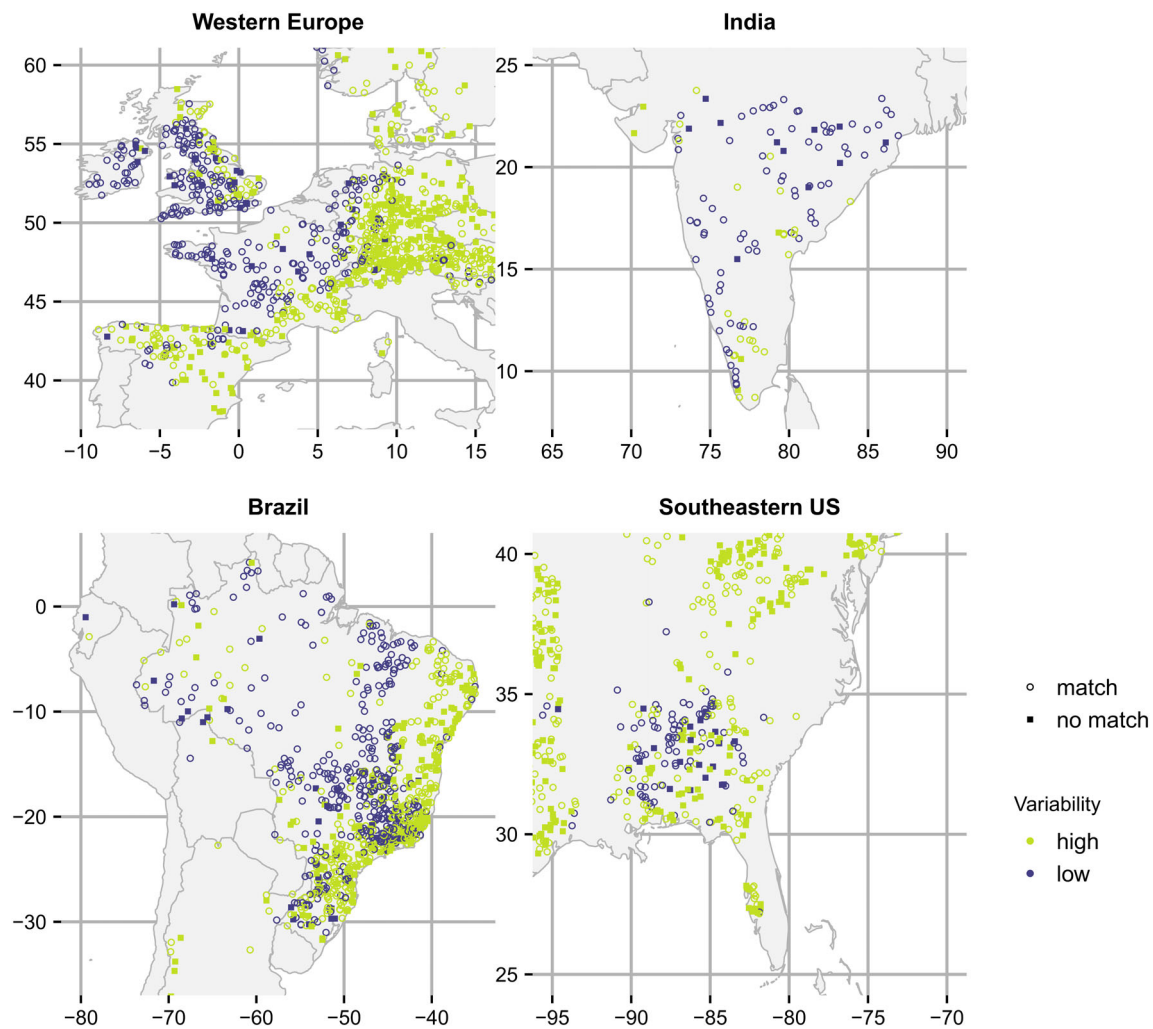 Western Europe
India
60
55
50
45
40
−10 −5 0 5 10 15
25
20
15
10
65 70 75 80 85 90
Brazil
Southeastern US
0
−10
−20
−30
−80 −70 −60 −50 −40
40
35
30
25
−95 −90 −85 −80 −75 −70
match
no match
Variability
high
low